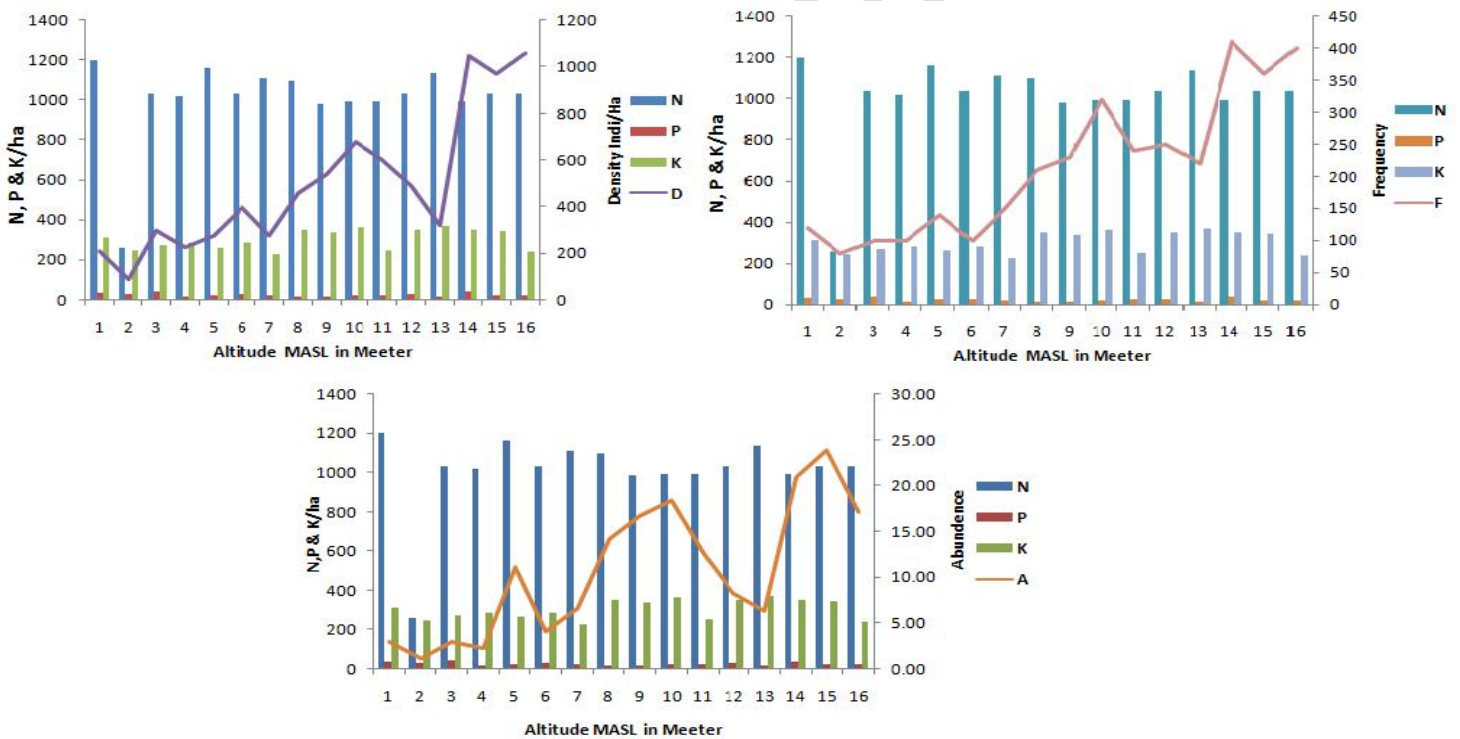 1400
1200
1000
800
600
400
200
0
N, P & K/ha
1200
1000
800
600
400
200
0
Density Indi/Ha
N
P
K
D
1 2 3 4 5 6 7 8 9 10 11 12 13 14 15 16
Altitude MASL in Meeter
1400
1200
1000
800
600
400
200
0
N, P & K/ha
450
400
350
300
250
200
150
100
50
0
Frequency
N
P
K
F
1 2 3 4 5 6 7 8 9 10 11 12 13 14 15 16
Altitude MASL in Meeter
1400
1200
1000
800
600
400
200
0
N,P & K/ha
30.00
25.00
20.00
15.00
10.00
5.00
0.00
Abundence
N
P
K
A
1 2 3 4 5 6 7 8 9 10 11 12 13 14 15 16
Altitude MASL in Meeter